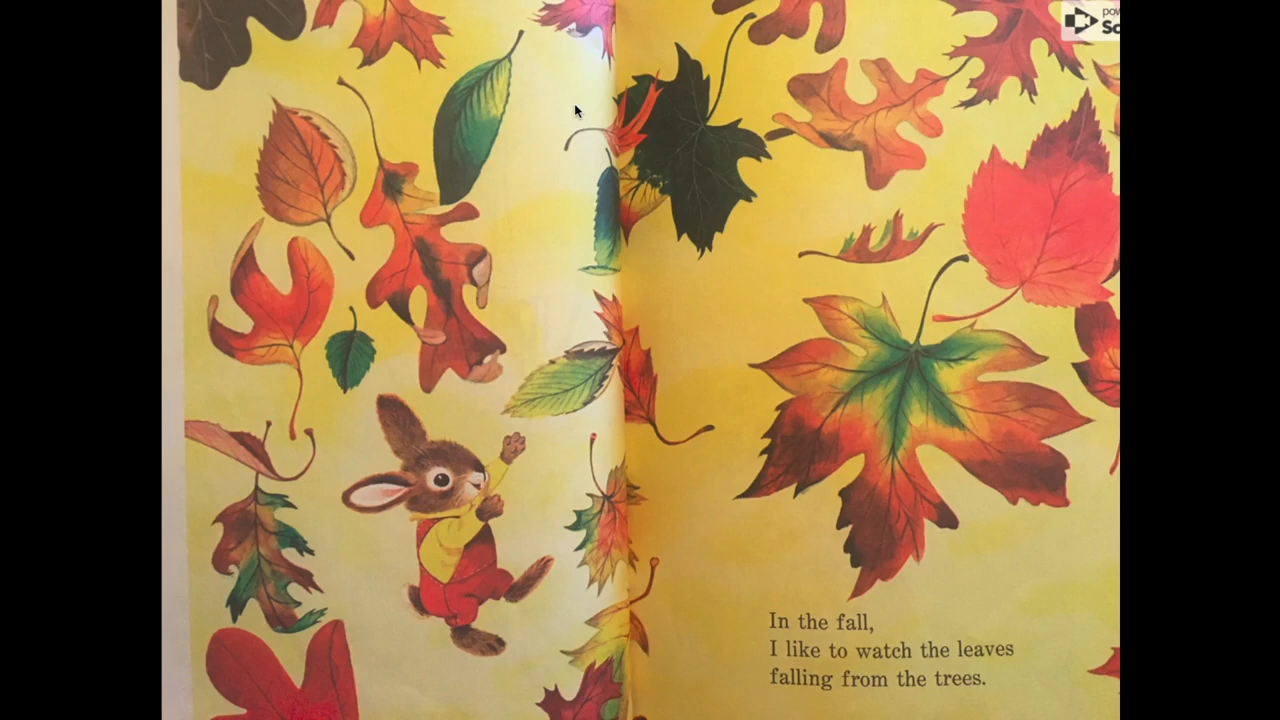 In the fall,
I like to watch the leaves
falling from the trees.